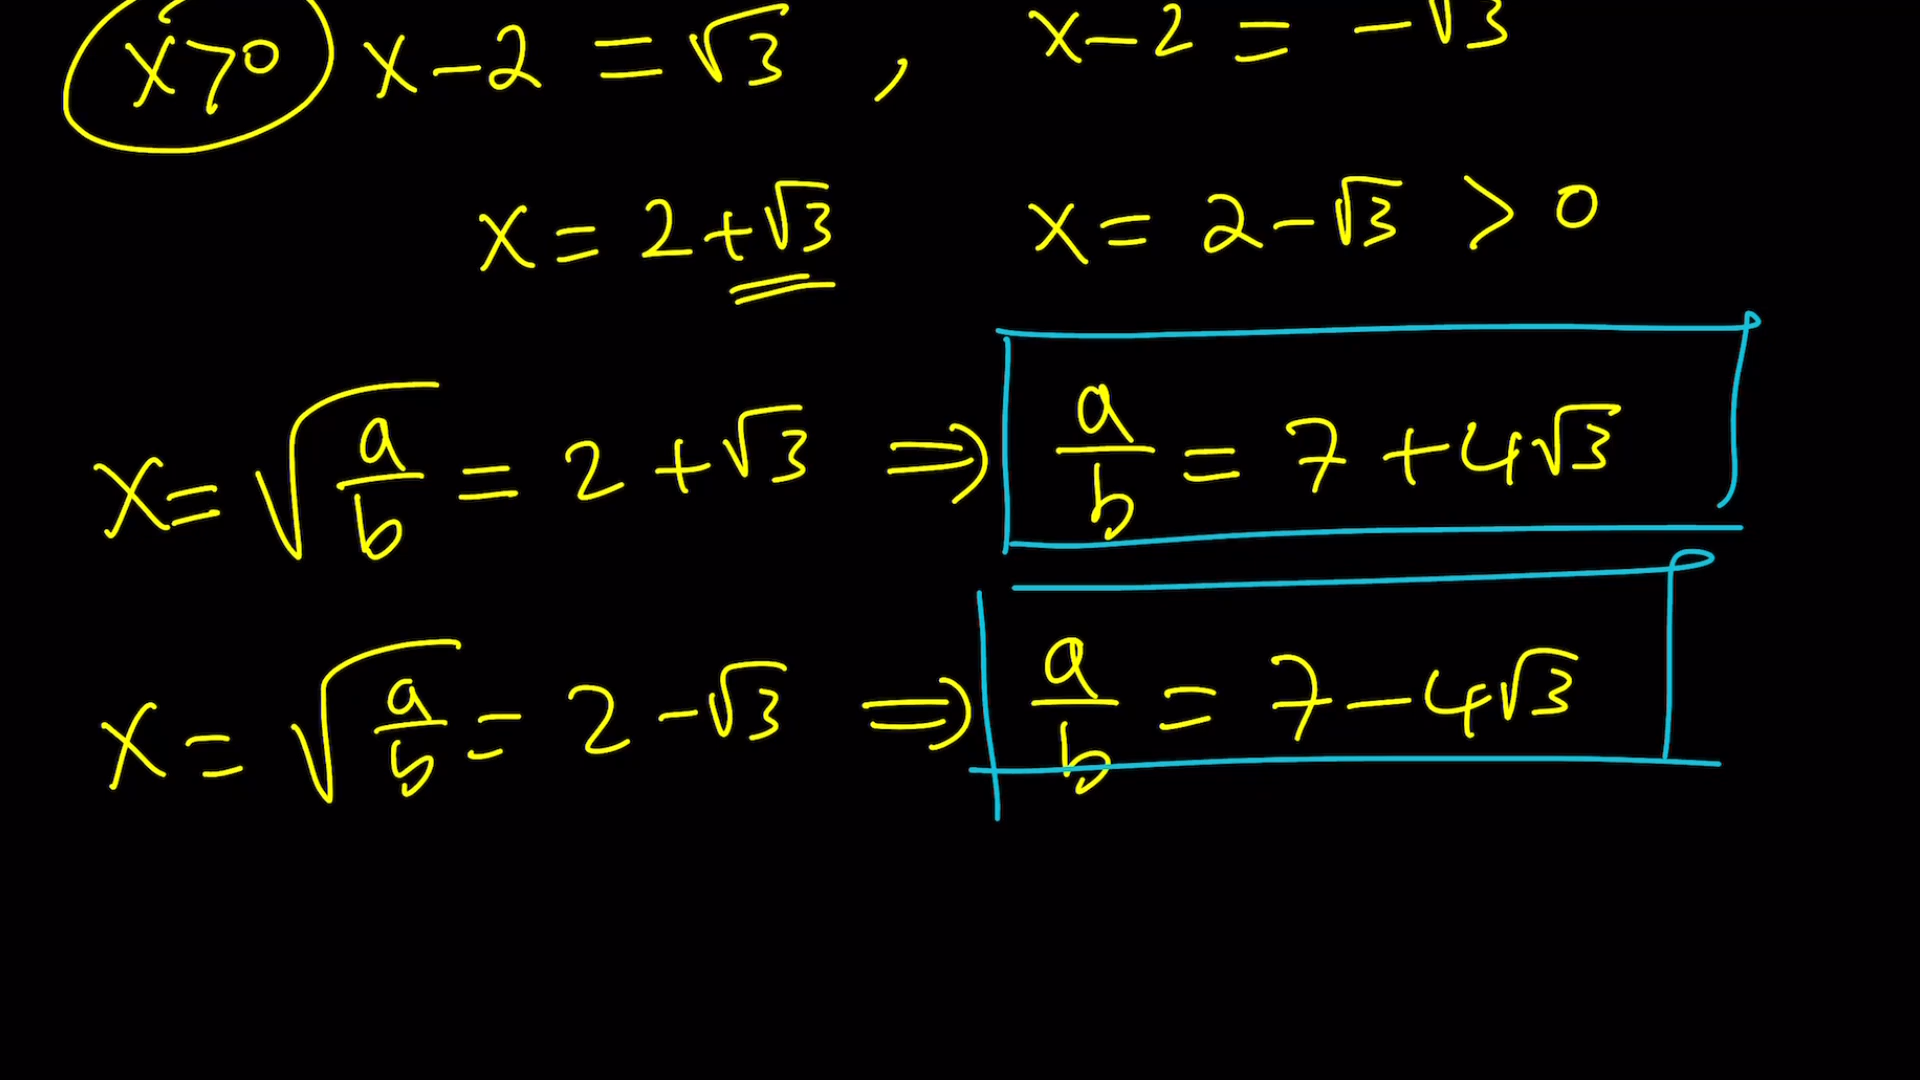 x>0 x-2 = √3 , x-2 = -√3
x = 2+√3 x = 2-√3 > 0
x = √(a/b) = 2+√3 ⇒ a/b = 7+4√3
x = √(a/b) = 2-√3 ⇒ a/b = 7-4√3